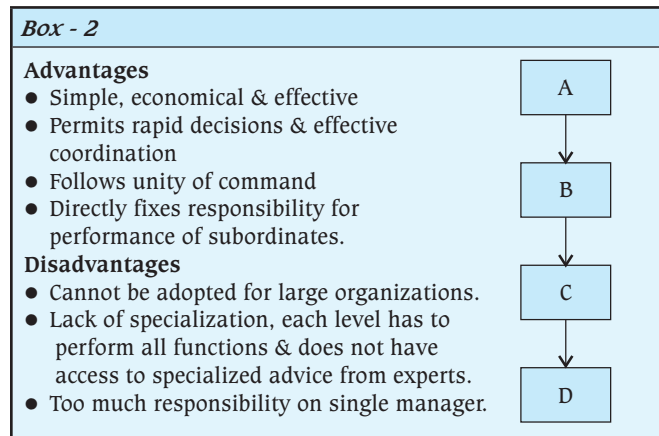 Box - 2
Advantages
● Simple, economical & effective
● Permits rapid decisions & effective
coordination
● Follows unity of command
● Directly fixes responsibility for
performance of subordinates.
Disadvantages
● Cannot be adopted for large organizations.
● Lack of specialization, each level has to
perform all functions & does not have
access to specialized advice from experts.
● Too much responsibility on single manager.
A
B
C
D